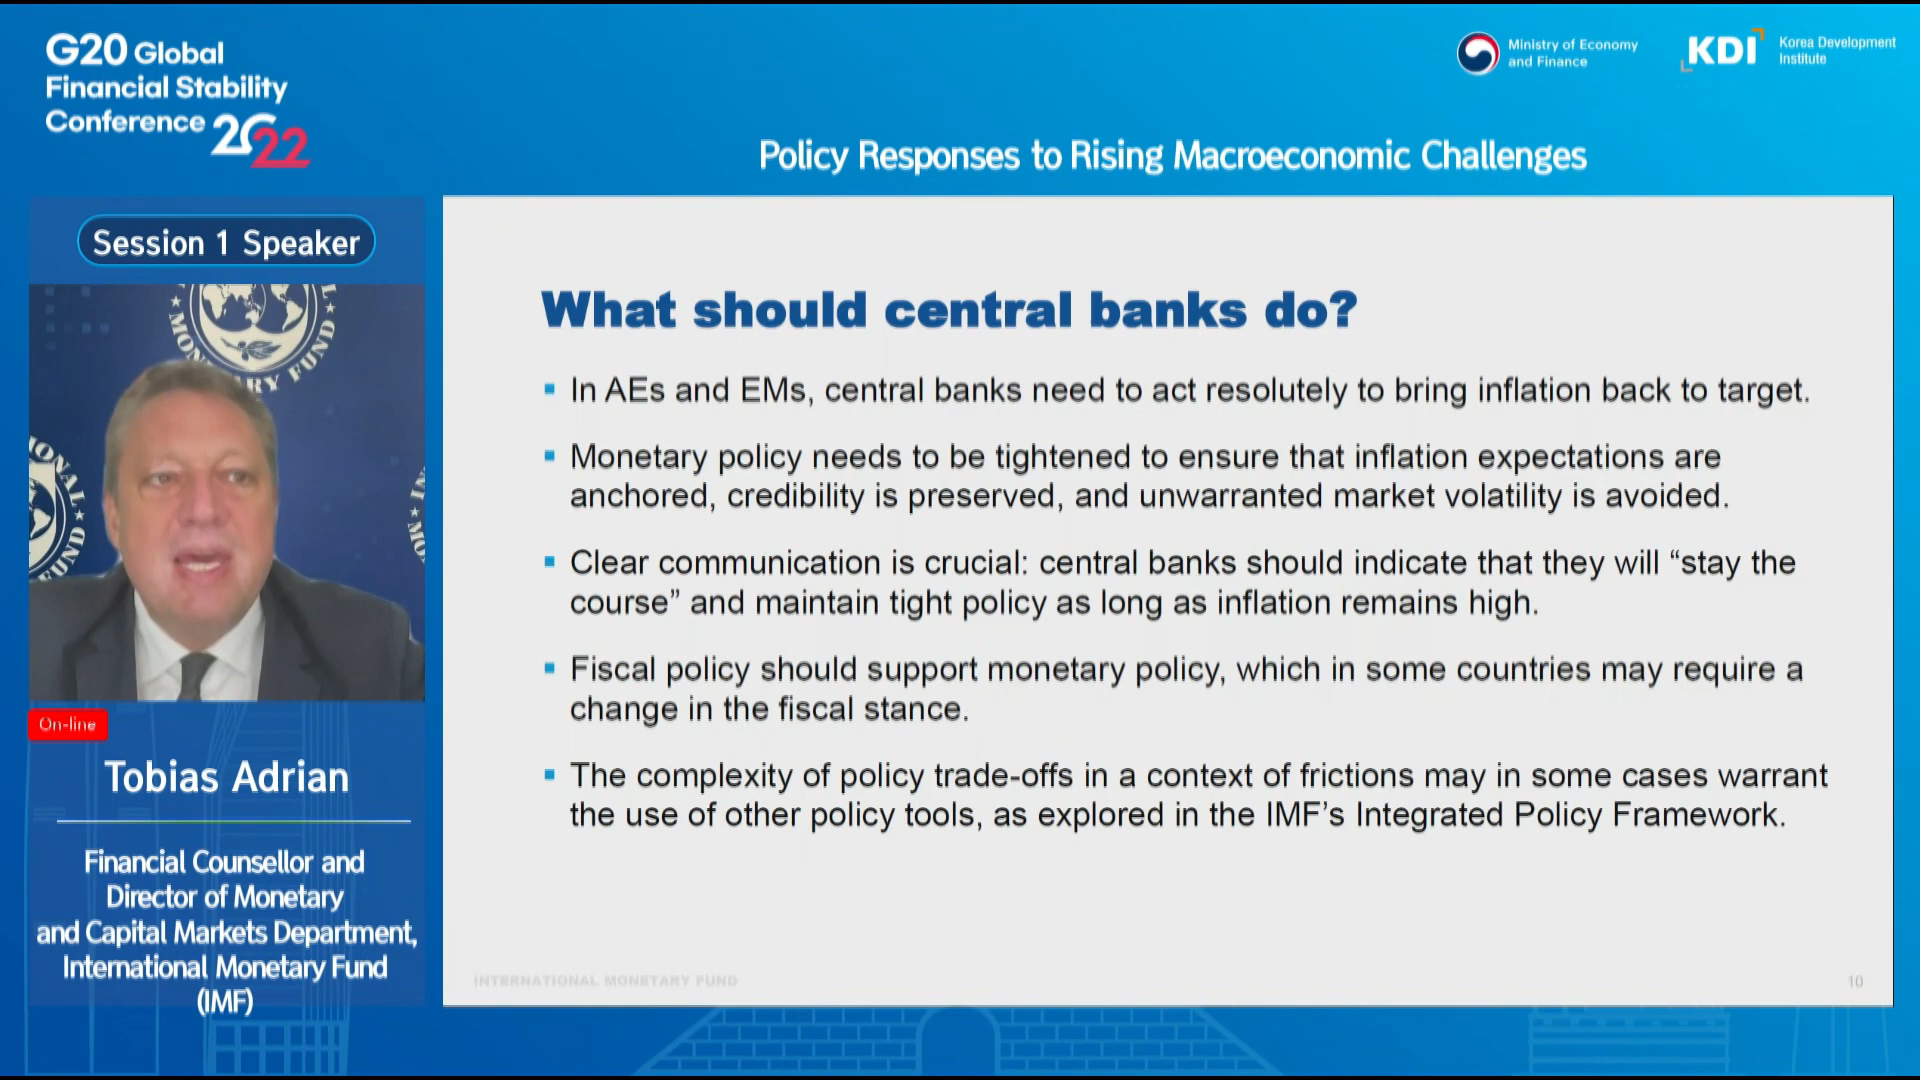 G20 Global
Financial Stability
Conference 2022
Ministry of Economy
and Finance
KDI
Korea Development
Institute
Policy Responses to Rising Macroeconomic Challenges
Session 1 Speaker
MONETARY FUND
FUND
On-line
Tobias Adrian
Financial Counsellor and
Director of Monetary
and Capital Markets Department,
International Monetary Fund
(IMF)
What should central banks do?
▪ In AEs and EMs, central banks need to act resolutely to bring inflation back to target.
▪ Monetary policy needs to be tightened to ensure that inflation expectations are
anchored, credibility is preserved, and unwarranted market volatility is avoided.
▪ Clear communication is crucial: central banks should indicate that they will “stay the
course” and maintain tight policy as long as inflation remains high.
▪ Fiscal policy should support monetary policy, which in some countries may require a
change in the fiscal stance.
▪ The complexity of policy trade-offs in a context of frictions may in some cases warrant
the use of other policy tools, as explored in the IMF’s Integrated Policy Framework.
INTERNATIONAL MONETARY FUND
10